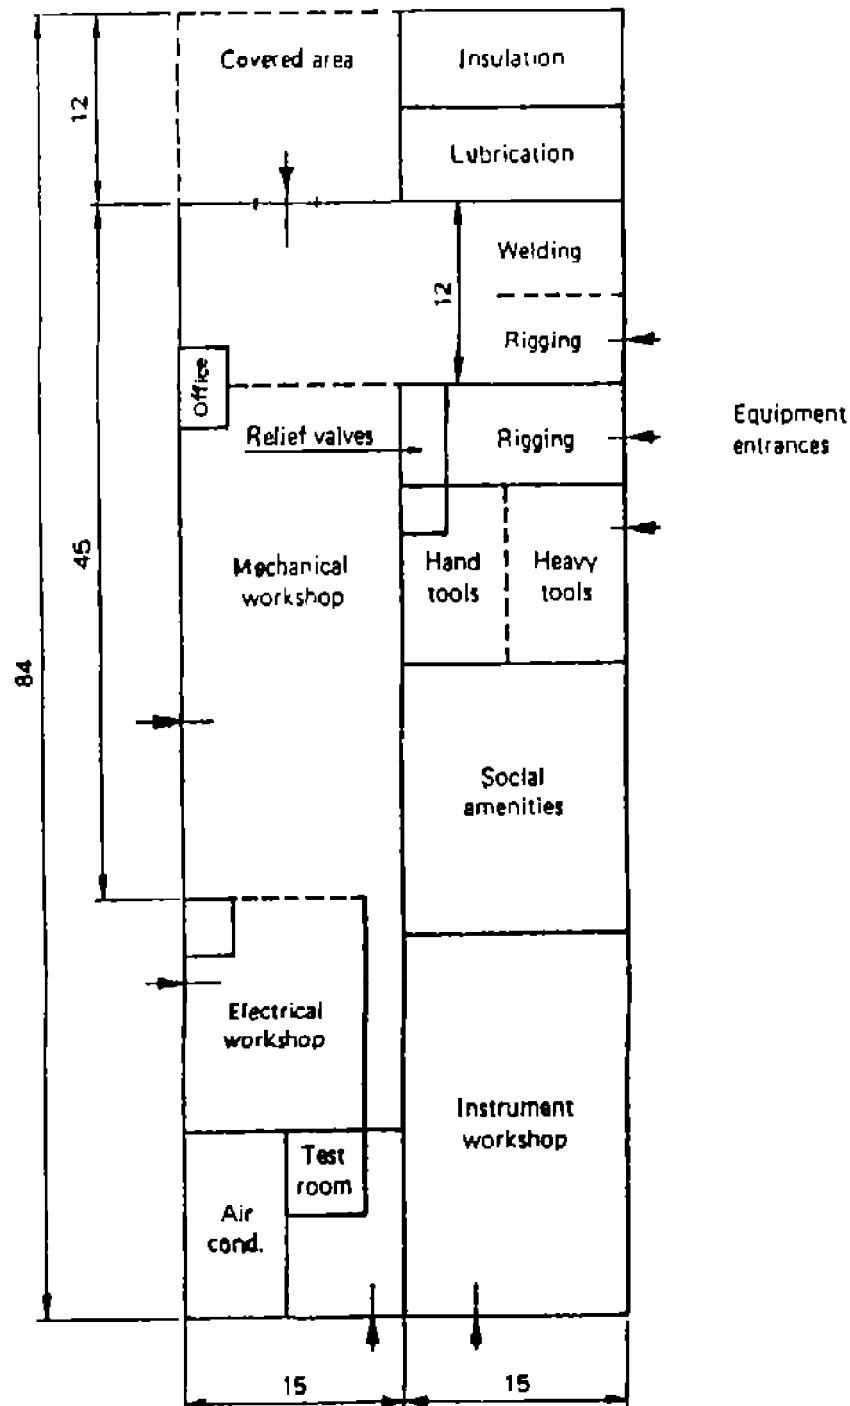 Covered area
Insulation
12
Lubrication
Welding
12
Rigging
Office
Equipment
entrances
Relief valves
Rigging
45
Mechanical
workshop
Hand
tools
Heavy
tools
84
Social
amenities
Electrical
workshop
Instrument
workshop
Test
room
Air
cond.
15
15